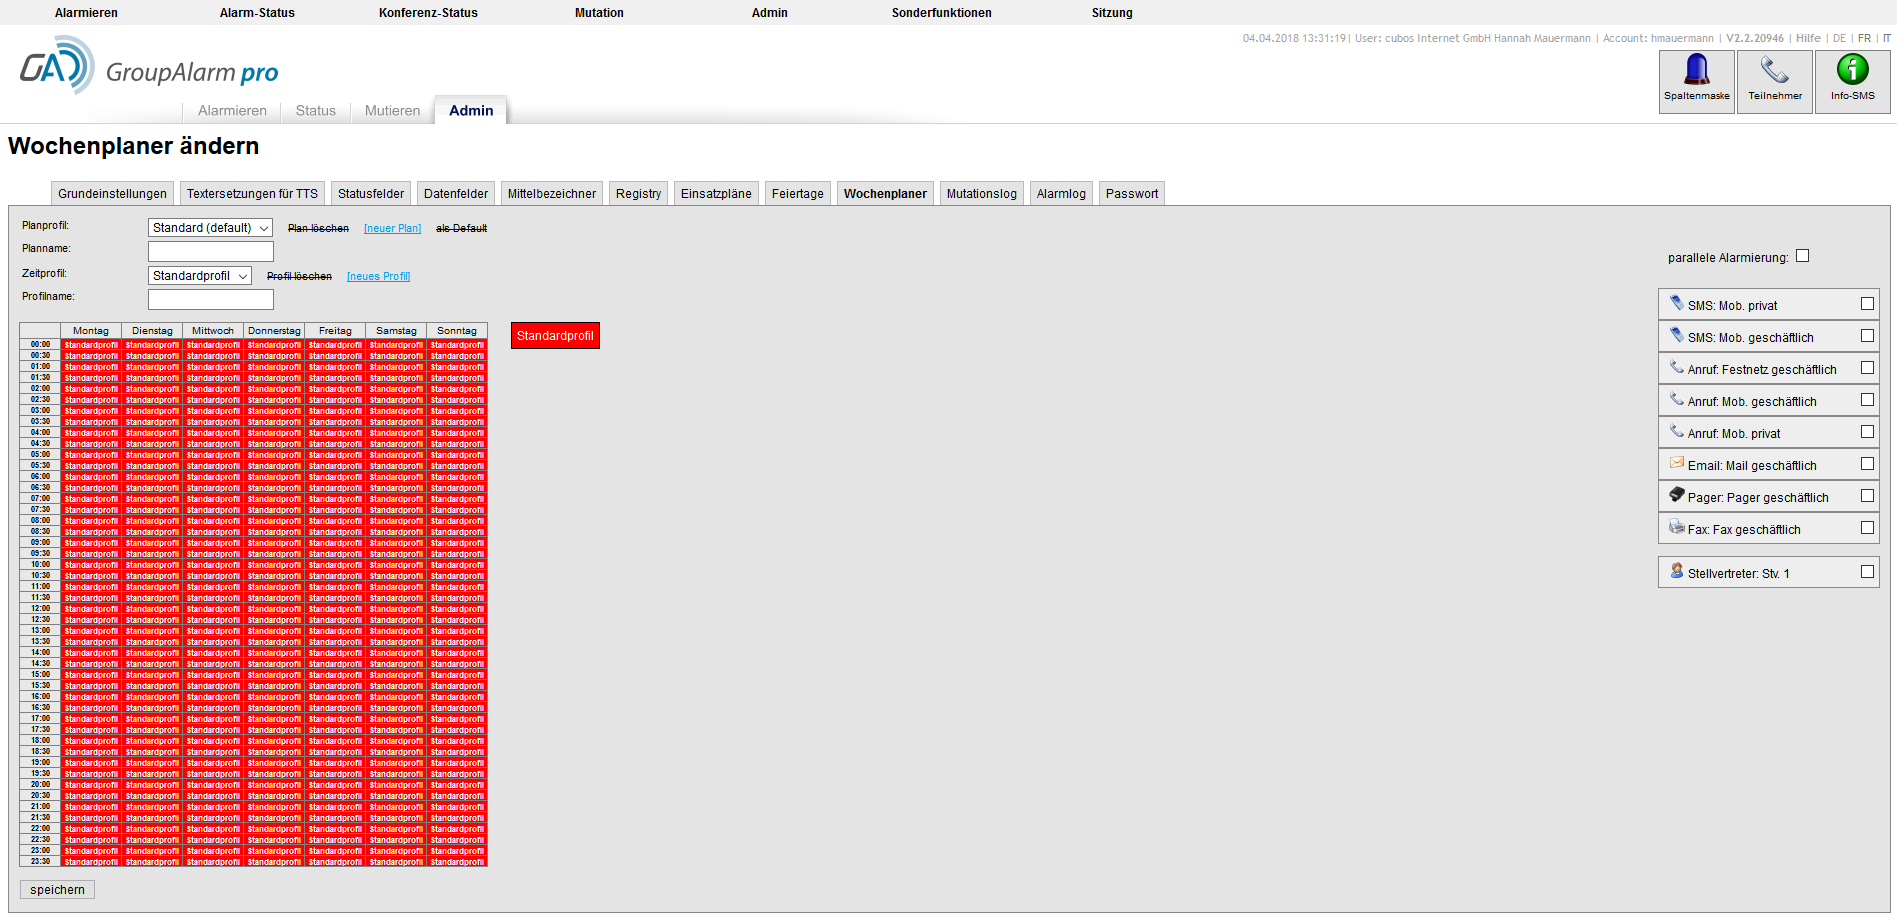 Alarmieren Alarm-Status Konferenz-Status Mutation Admin Sonderfunktionen Sitzung
04.04.2018 13:31:19| User: cubos Internet GmbH Hannah Mauermann | Account: hmauermann | V2.2.20946 | Hilfe | DE | FR | IT
GroupAlarm pro
Spaltenmaske Teilnehmer Info-SMS
Alarmieren Status Mutieren Admin
Wochenplaner ändern
Grundeinstellungen Textersetzungen für TTS Statusfelder Datenfelder Mittelbezeichner Registry Einsatzpläne Feiertage Wochenplaner Mutationslog Alarmlog Passwort
Planprofil: Standard (default) Plan löschen [neuer Plan] als Default
Planname:
Zeitprofil: Standardprofil Profil löschen [neues Profil]
Profilname:
parallele Alarmierung:
SMS: Mob. privat
SMS: Mob. geschäftlich
Anruf: Festnetz geschäftlich
Anruf: Mob. geschäftlich
Anruf: Mob. privat
Email: Mail geschäftlich
Pager: Pager geschäftlich
Fax: Fax geschäftlich
Stellvertreter: Stv. 1
Standardprofil
Montag Dienstag Mittwoch Donnerstag Freitag Samstag Sonntag
00:00 Standardprofil Standardprofil Standardprofil Standardprofil Standardprofil Standardprofil Standardprofil
00:30 Standardprofil Standardprofil Standardprofil Standardprofil Standardprofil Standardprofil Standardprofil
01:00 Standardprofil Standardprofil Standardprofil Standardprofil Standardprofil Standardprofil Standardprofil
01:30 Standardprofil Standardprofil Standardprofil Standardprofil Standardprofil Standardprofil Standardprofil
02:00 Standardprofil Standardprofil Standardprofil Standardprofil Standardprofil Standardprofil Standardprofil
02:30 Standardprofil Standardprofil Standardprofil Standardprofil Standardprofil Standardprofil Standardprofil
03:00 Standardprofil Standardprofil Standardprofil Standardprofil Standardprofil Standardprofil Standardprofil
03:30 Standardprofil Standardprofil Standardprofil Standardprofil Standardprofil Standardprofil Standardprofil
04:00 Standardprofil Standardprofil Standardprofil Standardprofil Standardprofil Standardprofil Standardprofil
04:30 Standardprofil Standardprofil Standardprofil Standardprofil Standardprofil Standardprofil Standardprofil
05:00 Standardprofil Standardprofil Standardprofil Standardprofil Standardprofil Standardprofil Standardprofil
05:30 Standardprofil Standardprofil Standardprofil Standardprofil Standardprofil Standardprofil Standardprofil
06:00 Standardprofil Standardprofil Standardprofil Standardprofil Standardprofil Standardprofil Standardprofil
06:30 Standardprofil Standardprofil Standardprofil Standardprofil Standardprofil Standardprofil Standardprofil
07:00 Standardprofil Standardprofil Standardprofil Standardprofil Standardprofil Standardprofil Standardprofil
07:30 Standardprofil Standardprofil Standardprofil Standardprofil Standardprofil Standardprofil Standardprofil
08:00 Standardprofil Standardprofil Standardprofil Standardprofil Standardprofil Standardprofil Standardprofil
08:30 Standardprofil Standardprofil Standardprofil Standardprofil Standardprofil Standardprofil Standardprofil
09:00 Standardprofil Standardprofil Standardprofil Standardprofil Standardprofil Standardprofil Standardprofil
09:30 Standardprofil Standardprofil Standardprofil Standardprofil Standardprofil Standardprofil Standardprofil
10:00 Standardprofil Standardprofil Standardprofil Standardprofil Standardprofil Standardprofil Standardprofil
10:30 Standardprofil Standardprofil Standardprofil Standardprofil Standardprofil Standardprofil Standardprofil
11:00 Standardprofil Standardprofil Standardprofil Standardprofil Standardprofil Standardprofil Standardprofil
11:30 Standardprofil Standardprofil Standardprofil Standardprofil Standardprofil Standardprofil Standardprofil
12:00 Standardprofil Standardprofil Standardprofil Standardprofil Standardprofil Standardprofil Standardprofil
12:30 Standardprofil Standardprofil Standardprofil Standardprofil Standardprofil Standardprofil Standardprofil
13:00 Standardprofil Standardprofil Standardprofil Standardprofil Standardprofil Standardprofil Standardprofil
13:30 Standardprofil Standardprofil Standardprofil Standardprofil Standardprofil Standardprofil Standardprofil
14:00 Standardprofil Standardprofil Standardprofil Standardprofil Standardprofil Standardprofil Standardprofil
14:30 Standardprofil Standardprofil Standardprofil Standardprofil Standardprofil Standardprofil Standardprofil
15:00 Standardprofil Standardprofil Standardprofil Standardprofil Standardprofil Standardprofil Standardprofil
15:30 Standardprofil Standardprofil Standardprofil Standardprofil Standardprofil Standardprofil Standardprofil
16:00 Standardprofil Standardprofil Standardprofil Standardprofil Standardprofil Standardprofil Standardprofil
16:30 Standardprofil Standardprofil Standardprofil Standardprofil Standardprofil Standardprofil Standardprofil
17:00 Standardprofil Standardprofil Standardprofil Standardprofil Standardprofil Standardprofil Standardprofil
17:30 Standardprofil Standardprofil Standardprofil Standardprofil Standardprofil Standardprofil Standardprofil
18:00 Standardprofil Standardprofil Standardprofil Standardprofil Standardprofil Standardprofil Standardprofil
18:30 Standardprofil Standardprofil Standardprofil Standardprofil Standardprofil Standardprofil Standardprofil
19:00 Standardprofil Standardprofil Standardprofil Standardprofil Standardprofil Standardprofil Standardprofil
19:30 Standardprofil Standardprofil Standardprofil Standardprofil Standardprofil Standardprofil Standardprofil
20:00 Standardprofil Standardprofil Standardprofil Standardprofil Standardprofil Standardprofil Standardprofil
20:30 Standardprofil Standardprofil Standardprofil Standardprofil Standardprofil Standardprofil Standardprofil
21:00 Standardprofil Standardprofil Standardprofil Standardprofil Standardprofil Standardprofil Standardprofil
21:30 Standardprofil Standardprofil Standardprofil Standardprofil Standardprofil Standardprofil Standardprofil
22:00 Standardprofil Standardprofil Standardprofil Standardprofil Standardprofil Standardprofil Standardprofil
22:30 Standardprofil Standardprofil Standardprofil Standardprofil Standardprofil Standardprofil Standardprofil
23:00 Standardprofil Standardprofil Standardprofil Standardprofil Standardprofil Standardprofil Standardprofil
23:30 Standardprofil Standardprofil Standardprofil Standardprofil Standardprofil Standardprofil Standardprofil
speichern